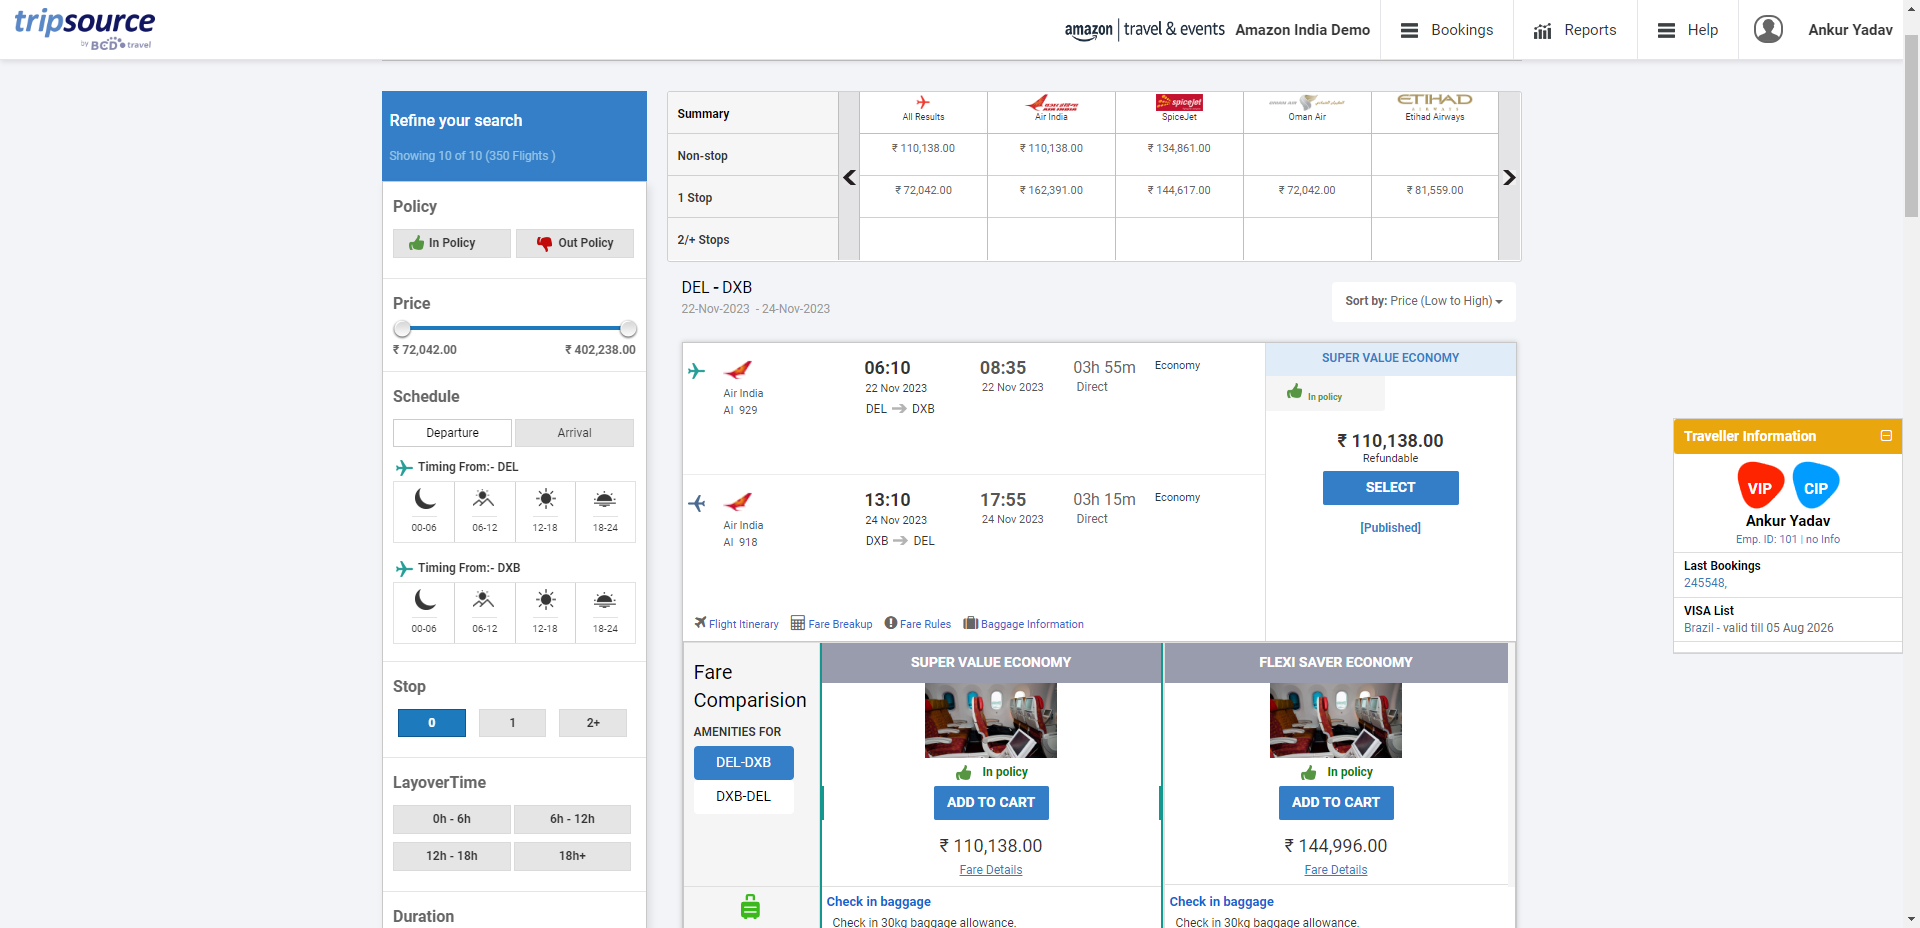 tripsource
by BCD travel
amazon travel & events Amazon India Demo
Bookings
Reports
Help
Ankur Yadav
Refine your search
Showing 10 of 10 (350 Flights )
Policy
In Policy
Out Policy
Price
₹ 72,042.00
₹ 402,238.00
Schedule
Departure
Arrival
Timing From:- DEL
00-06
06-12
12-18
18-24
Timing From:- DXB
00-06
06-12
12-18
18-24
Stop
0
1
2+
LayoverTime
0h - 6h
6h - 12h
12h - 18h
18h+
Duration
Summary
All Results
AIR INDIA
Air India
spicejet
SpiceJet
OMAN AIR
Oman Air
ETIHAD
AIRWAYS
Etihad Airways
Non-stop
₹ 110,138.00
₹ 110,138.00
₹ 134,861.00
1 Stop
₹ 72,042.00
₹ 162,391.00
₹ 144,617.00
₹ 72,042.00
₹ 81,559.00
2/+ Stops
DEL - DXB
22-Nov-2023 - 24-Nov-2023
Sort by: Price (Low to High)
Air India
AI 929
06:10
22 Nov 2023
DEL DXB
08:35
22 Nov 2023
03h 55m
Direct
Economy
Air India
AI 918
13:10
24 Nov 2023
DXB DEL
17:55
24 Nov 2023
03h 15m
Direct
Economy
SUPER VALUE ECONOMY
In policy
₹ 110,138.00
Refundable
SELECT
[Published]
Flight Itinerary
Fare Breakup
Fare Rules
Baggage Information
Fare
Comparision
AMENITIES FOR
DEL-DXB
DXB-DEL
SUPER VALUE ECONOMY
In policy
ADD TO CART
₹ 110,138.00
Fare Details
Check in baggage
Check in 30kg baggage allowance.
FLEXI SAVER ECONOMY
In policy
ADD TO CART
₹ 144,996.00
Fare Details
Check in baggage
Check in 30kg baggage allowance.
Traveller Information
VIP
CIP
Ankur Yadav
Emp. ID: 101 | no Info
Last Bookings
245548,
VISA List
Brazil - valid till 05 Aug 2026